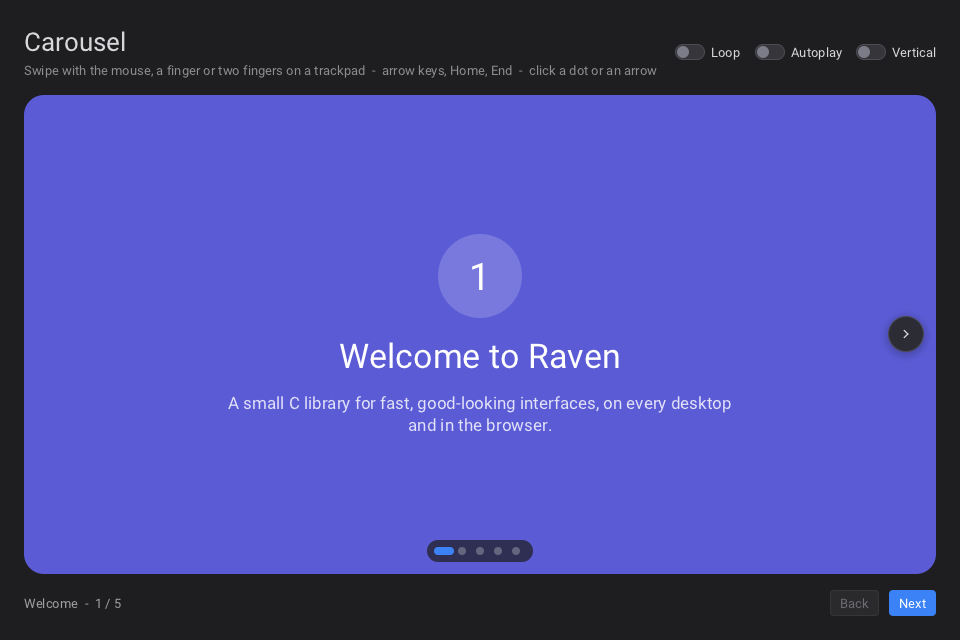 Carousel
Swipe with the mouse, a finger or two fingers on a trackpad - arrow keys, Home, End - click a dot or an arrow
Loop
Autoplay
Vertical
1
Welcome to Raven
A small C library for fast, good-looking interfaces, on every desktop
and in the browser.
Welcome - 1 / 5
Back
Next